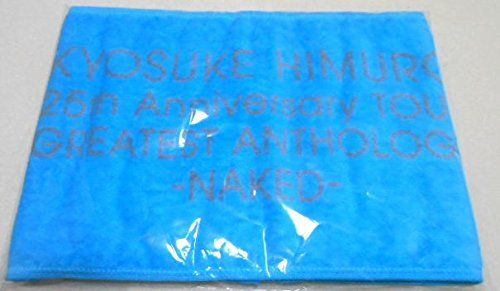 KYOSUKE HIMURO
25th Anniversary TOU
GREATEST ANTHOLOG
-NAKED-